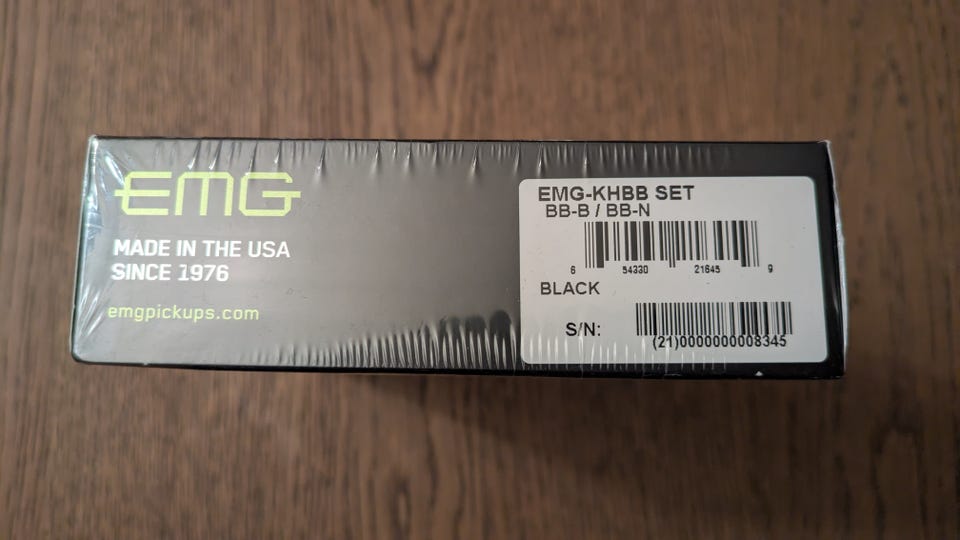 EMG
MADE IN THE USA
SINCE 1976
emgpickups.com
EMG-KHBB SET
BB-B / BB-N
6 54330 21645 9
BLACK
S/N:
(21)0000000008345